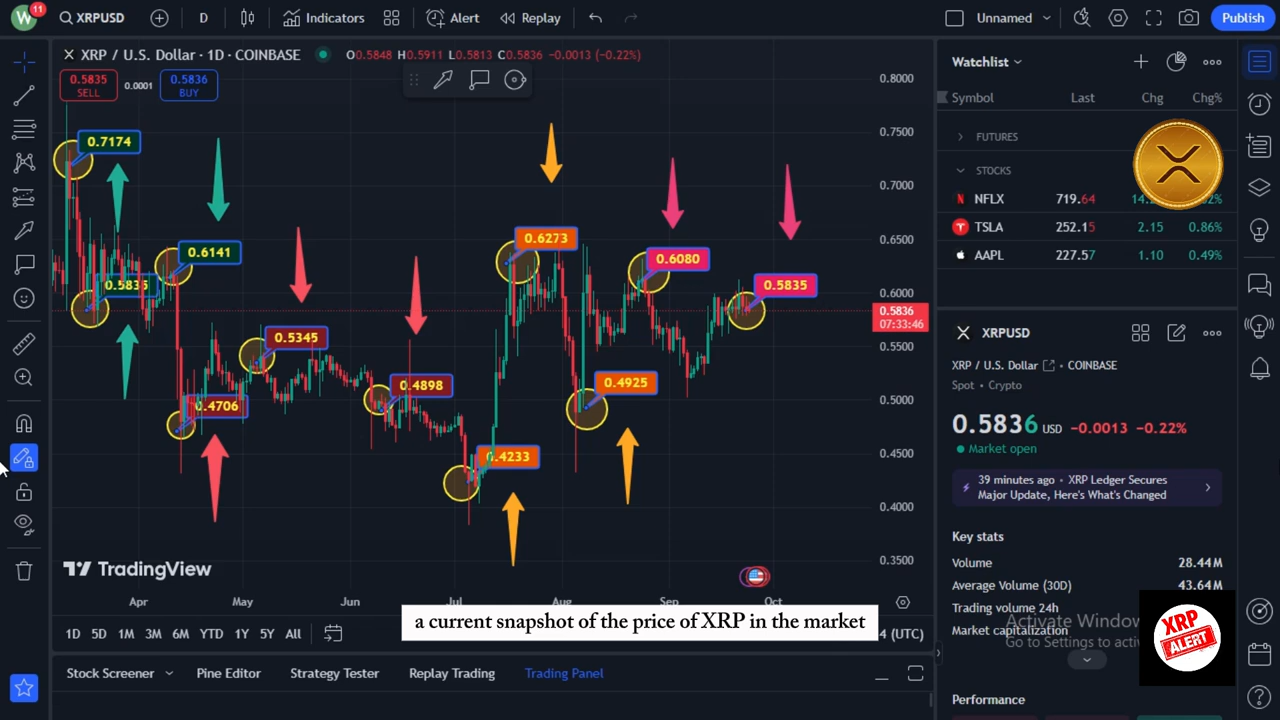 W 11 XRPUSD D Indicators Alert Replay Unnamed Publish
XRP / U.S. Dollar · 1D · COINBASE O0.5848 H0.5911 L0.5813 C0.5836 −0.0013 (−0.22%)
0.5835 SELL 0.0001 0.5836 BUY
Watchlist
Symbol Last Chg Chg%
FUTURES
STOCKS
NFLX 719.64
TSLA 252.15 2.15 0.86%
AAPL 227.57 1.10 0.49%
0.8000
0.7500
0.7000
0.6500
0.6000
0.5836
07:33:46
0.5500
0.5000
0.4500
0.4000
0.3500
0.7174
0.6141
0.5835
0.4706
0.5345
0.4898
0.4233
0.6273
0.4925
0.6080
0.5835
XRPUSD
XRP / U.S. Dollar COINBASE
Spot • Crypto
0.5836 USD −0.0013 −0.22%
Market open
39 minutes ago • XRP Ledger Secures
Major Update, Here's What's Changed
Key stats
Volume 28.44M
Average Volume (30D) 43.64M
Trading volume 24h
Market capitalization
Activate Window
Go to Settings to acti
XRP
ALERT
Performance
TradingView
Apr May Jun Jul Aug Sep Oct
1D 5D 1M 3M 6M YTD 1Y 5Y All
4 (UTC)
a current snapshot of the price of XRP in the market
Stock Screener Pine Editor Strategy Tester Replay Trading Trading Panel